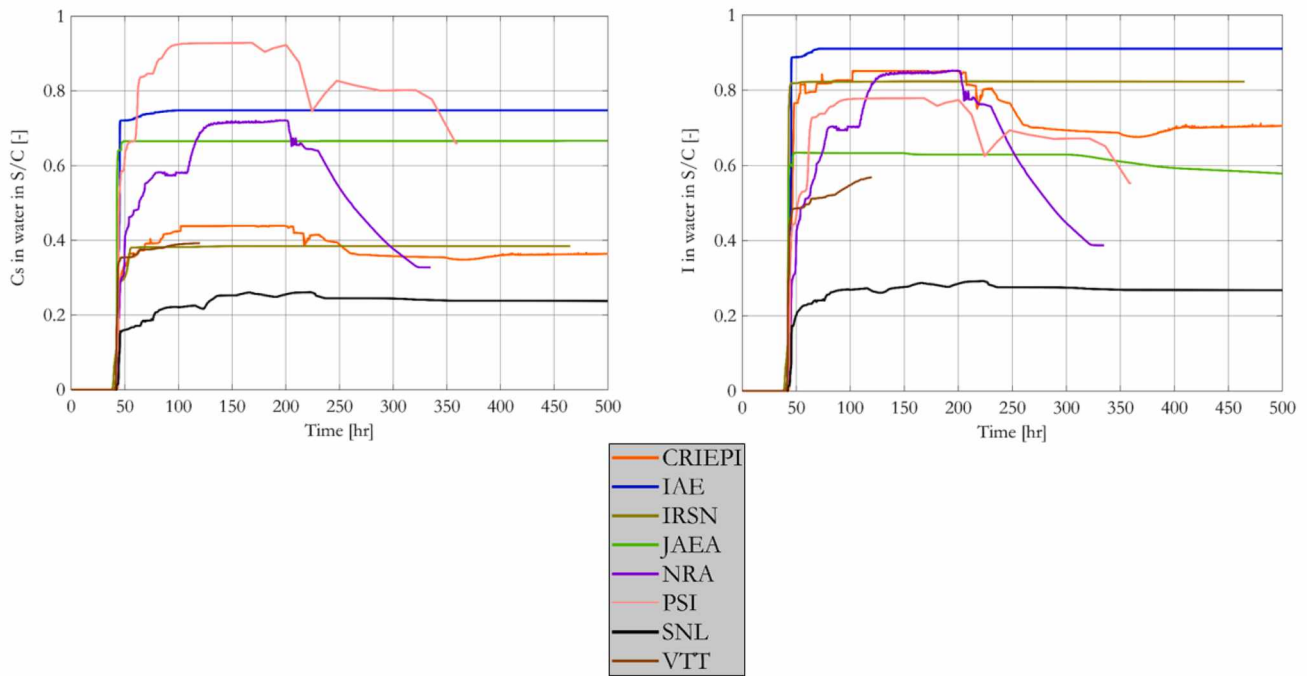 1
0.8
0.6
0.4
0.2
0
Cs in water in S/C [-]
0 50 100 150 200 250 300 350 400 450 500
Time [hr]
1
0.8
0.6
0.4
0.2
0
I in water in S/C [-]
0 50 100 150 200 250 300 350 400 450 500
Time [hr]
CRIEPI
IAE
IRSN
JAEA
NRA
PSI
SNL
VTT